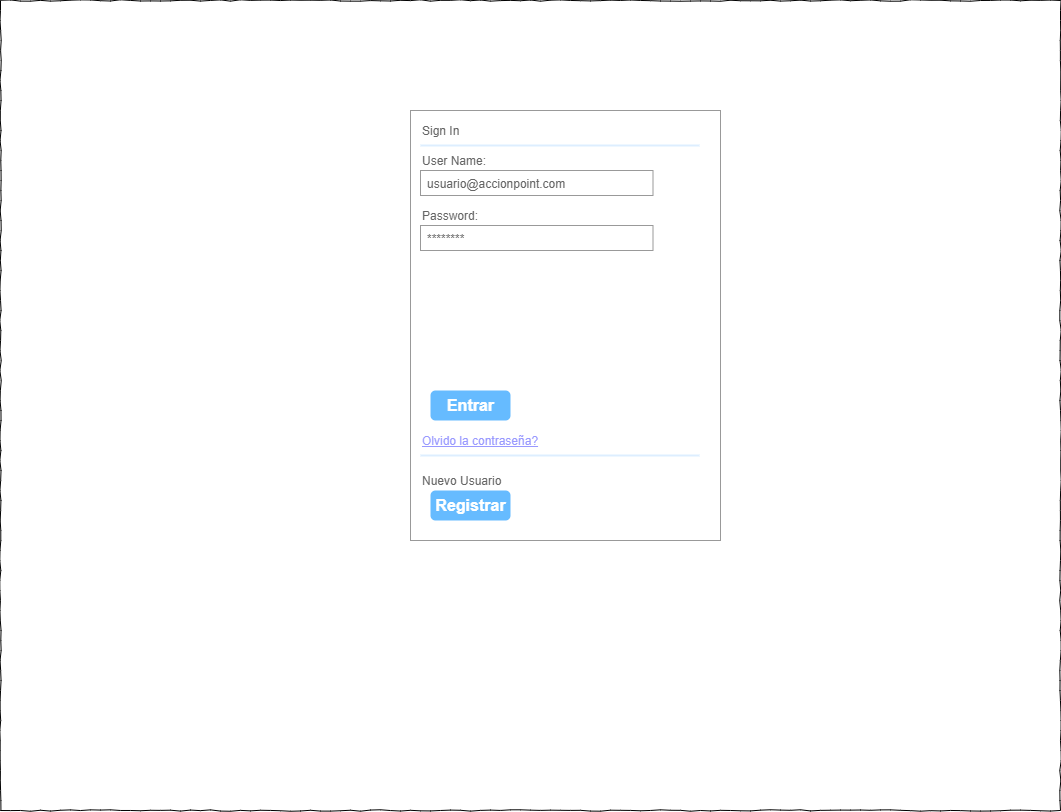 Sign In
User Name:
usuario@accionpoint.com
Password:
********
Entrar
Olvido la contraseña?
Nuevo Usuario
Registrar